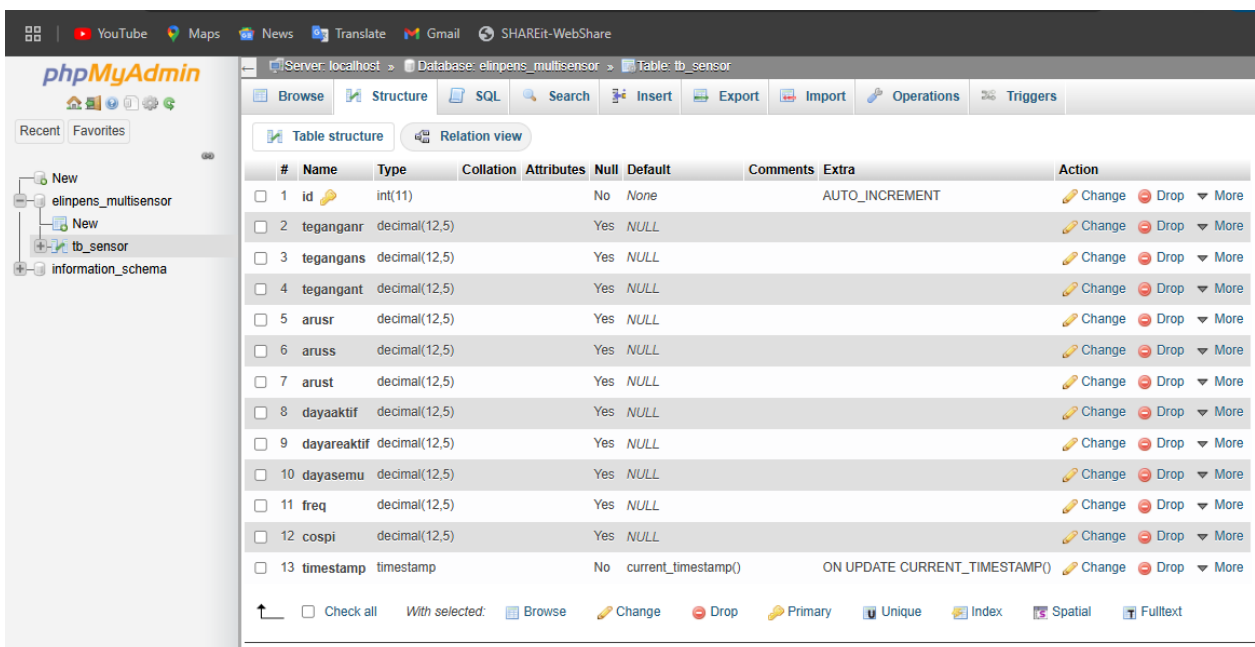 YouTube Maps News Translate Gmail SHAREit-WebShare
phpMyAdmin
Recent Favorites
New
elinpens_multisensor
New
tb_sensor
information_schema
Server: localhost » Database: elinpens_multisensor » Table: tb_sensor
Browse Structure SQL Search Insert Export Import Operations Triggers
Table structure Relation view
# Name Type Collation Attributes Null Default Comments Extra Action
1 id int(11) No None AUTO_INCREMENT Change Drop More
2 teganganr decimal(12,5) Yes NULL Change Drop More
3 tegangans decimal(12,5) Yes NULL Change Drop More
4 tegangant decimal(12,5) Yes NULL Change Drop More
5 arusr decimal(12,5) Yes NULL Change Drop More
6 aruss decimal(12,5) Yes NULL Change Drop More
7 arust decimal(12,5) Yes NULL Change Drop More
8 dayaaktif decimal(12,5) Yes NULL Change Drop More
9 dayareaktif decimal(12,5) Yes NULL Change Drop More
10 dayasemu decimal(12,5) Yes NULL Change Drop More
11 freq decimal(12,5) Yes NULL Change Drop More
12 cospi decimal(12,5) Yes NULL Change Drop More
13 timestamp timestamp No current_timestamp() ON UPDATE CURRENT_TIMESTAMP() Change Drop More
Check all With selected: Browse Change Drop Primary Unique Index Spatial Fulltext